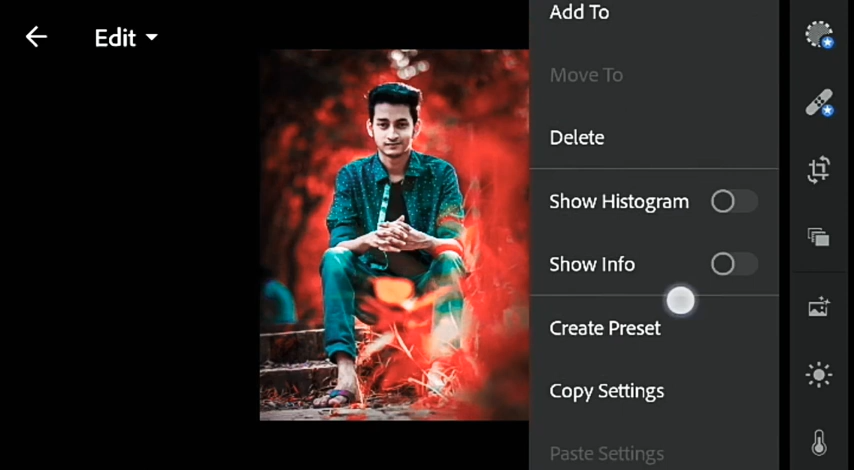 Edit
Add To
Move To
Delete
Show Histogram
Show Info
Create Preset
Copy Settings
Paste Settings